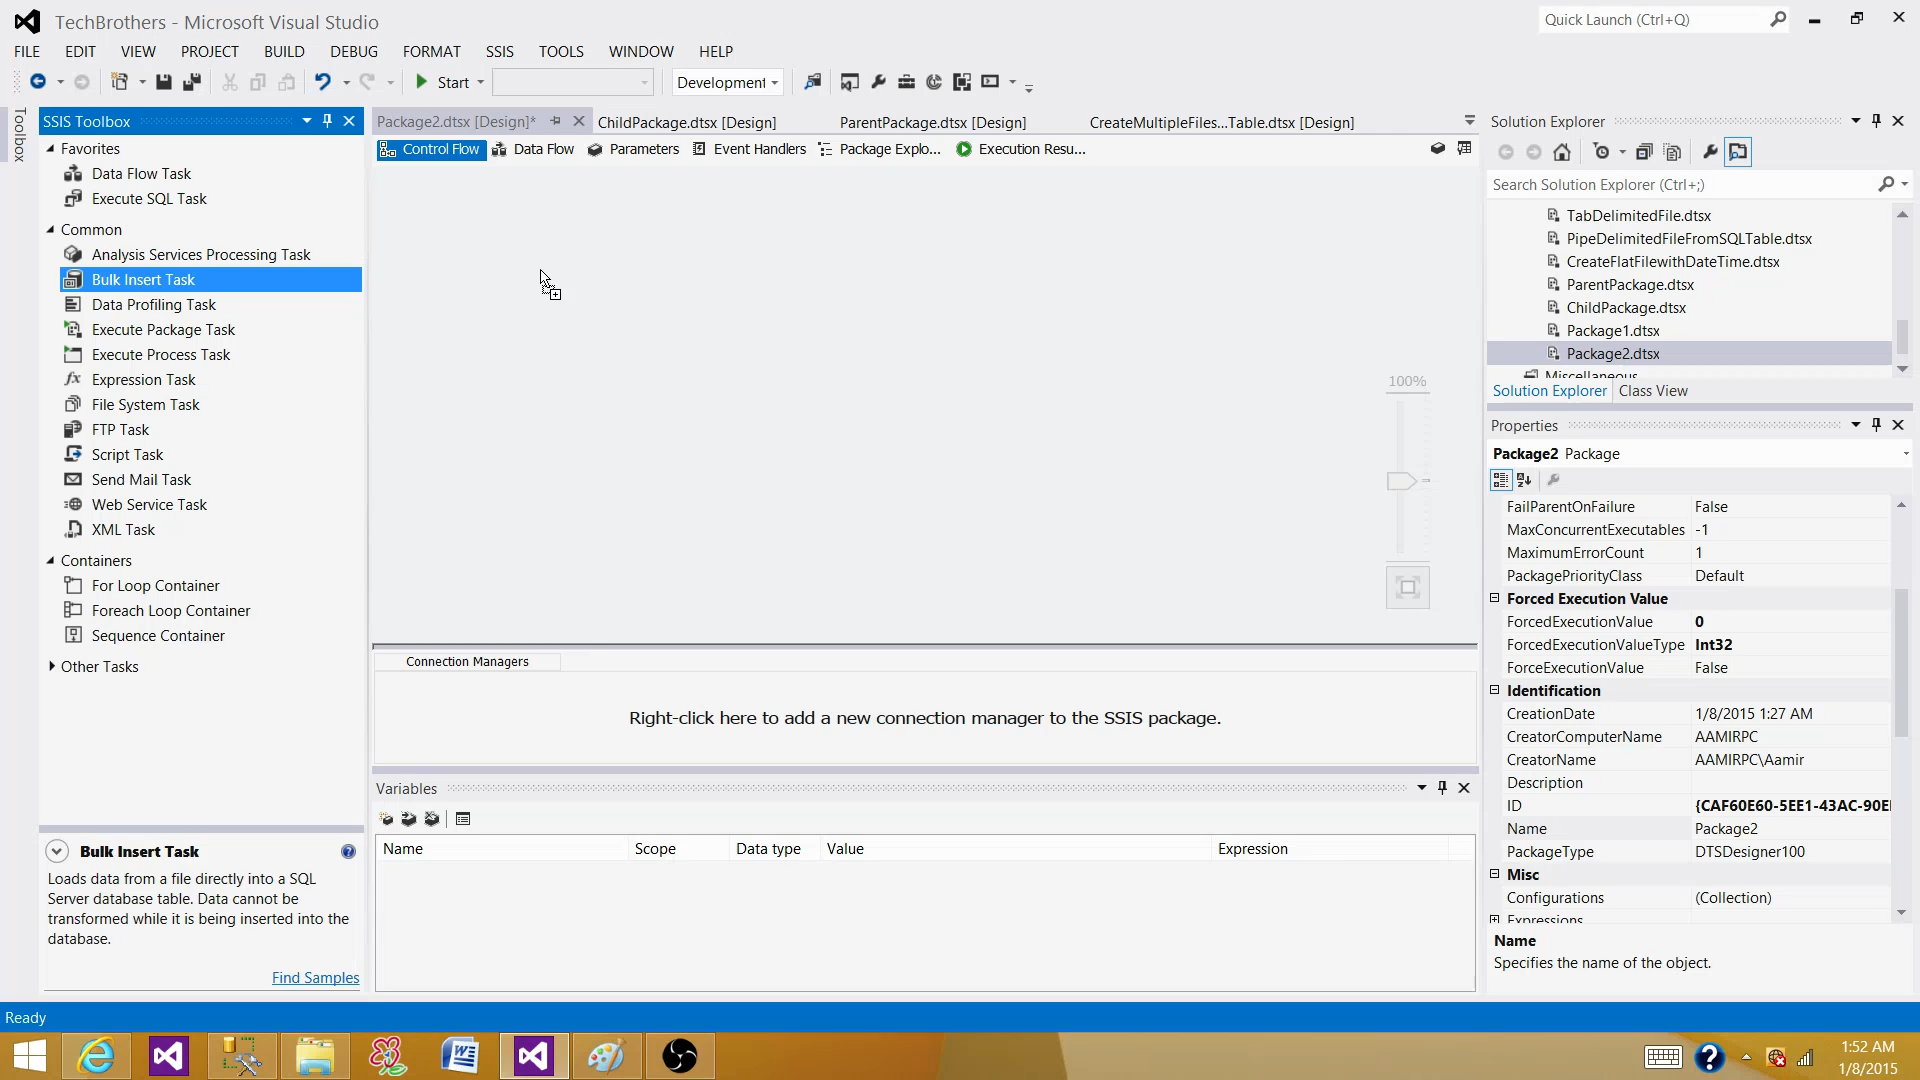 TechBrothers - Microsoft Visual Studio
Quick Launch (Ctrl+Q)
FILE EDIT VIEW PROJECT BUILD DEBUG FORMAT SSIS TOOLS WINDOW HELP
Start Development
Toolbox
SSIS Toolbox
Favorites
Data Flow Task
Execute SQL Task
Common
Analysis Services Processing Task
Bulk Insert Task
Data Profiling Task
Execute Package Task
Execute Process Task
Expression Task
File System Task
FTP Task
Script Task
Send Mail Task
Web Service Task
XML Task
Containers
For Loop Container
Foreach Loop Container
Sequence Container
Other Tasks
Bulk Insert Task
Loads data from a file directly into a SQL
Server database table. Data cannot be
transformed while it is being inserted into the
database.
Find Samples
Package2.dtsx [Design]* ChildPackage.dtsx [Design] ParentPackage.dtsx [Design] CreateMultipleFiles...Table.dtsx [Design]
Control Flow Data Flow Parameters Event Handlers Package Explo... Execution Resu...
100%
Connection Managers
Right-click here to add a new connection manager to the SSIS package.
Variables
Name Scope Data type Value Expression
Solution Explorer
Search Solution Explorer (Ctrl+;)
TabDelimitedFile.dtsx
PipeDelimitedFileFromSQLTable.dtsx
CreateFlatFilewithDateTime.dtsx
ParentPackage.dtsx
ChildPackage.dtsx
Package1.dtsx
Package2.dtsx
Miscellaneous
Solution Explorer Class View
Properties
Package2 Package
FailParentOnFailure False
MaxConcurrentExecutables -1
MaximumErrorCount 1
PackagePriorityClass Default
Forced Execution Value
ForcedExecutionValue 0
ForcedExecutionValueType Int32
ForceExecutionValue False
Identification
CreationDate 1/8/2015 1:27 AM
CreatorComputerName AAMIRPC
CreatorName AAMIRPC\Aamir
Description
ID {CAF60E60-5EE1-43AC-90E
Name Package2
PackageType DTSDesigner100
Misc
Configurations (Collection)
Expressions
Name
Specifies the name of the object.
Ready
1:52 AM
1/8/2015